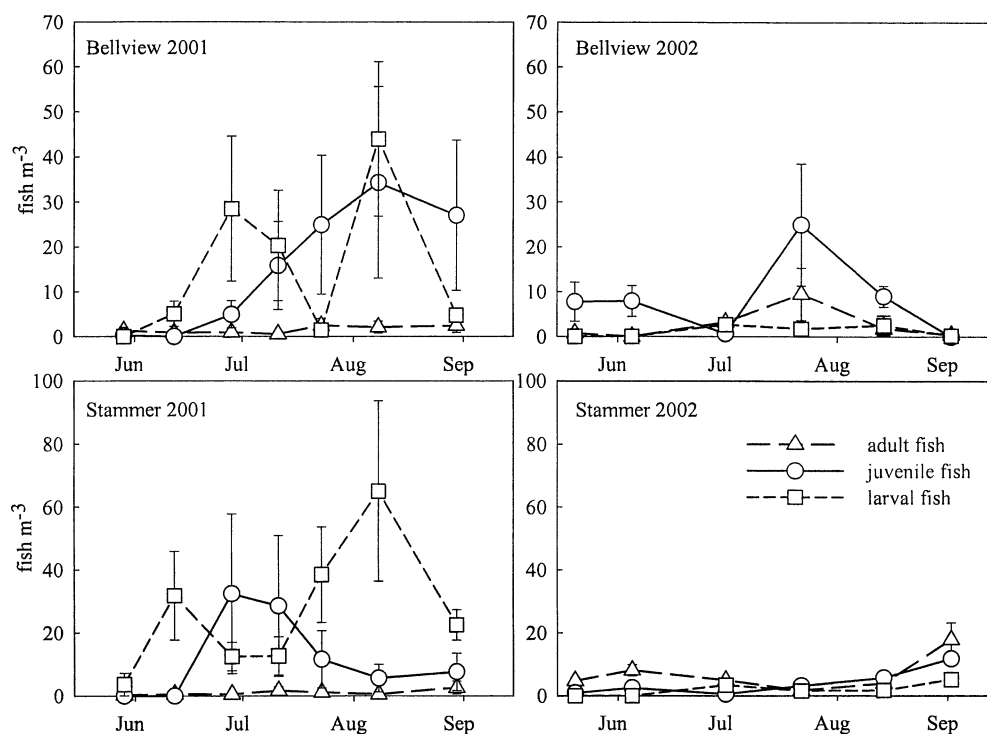 70
60
50
40
30
20
10
0
fish m-3
Bellview 2001
Jun Jul Aug Sep
70
60
50
40
30
20
10
0
Bellview 2002
Jun Jul Aug Sep
100
80
60
40
20
0
fish m-3
Stammer 2001
Jun Jul Aug Sep
100
80
60
40
20
0
Stammer 2002
adult fish
juvenile fish
larval fish
Jun Jul Aug Sep